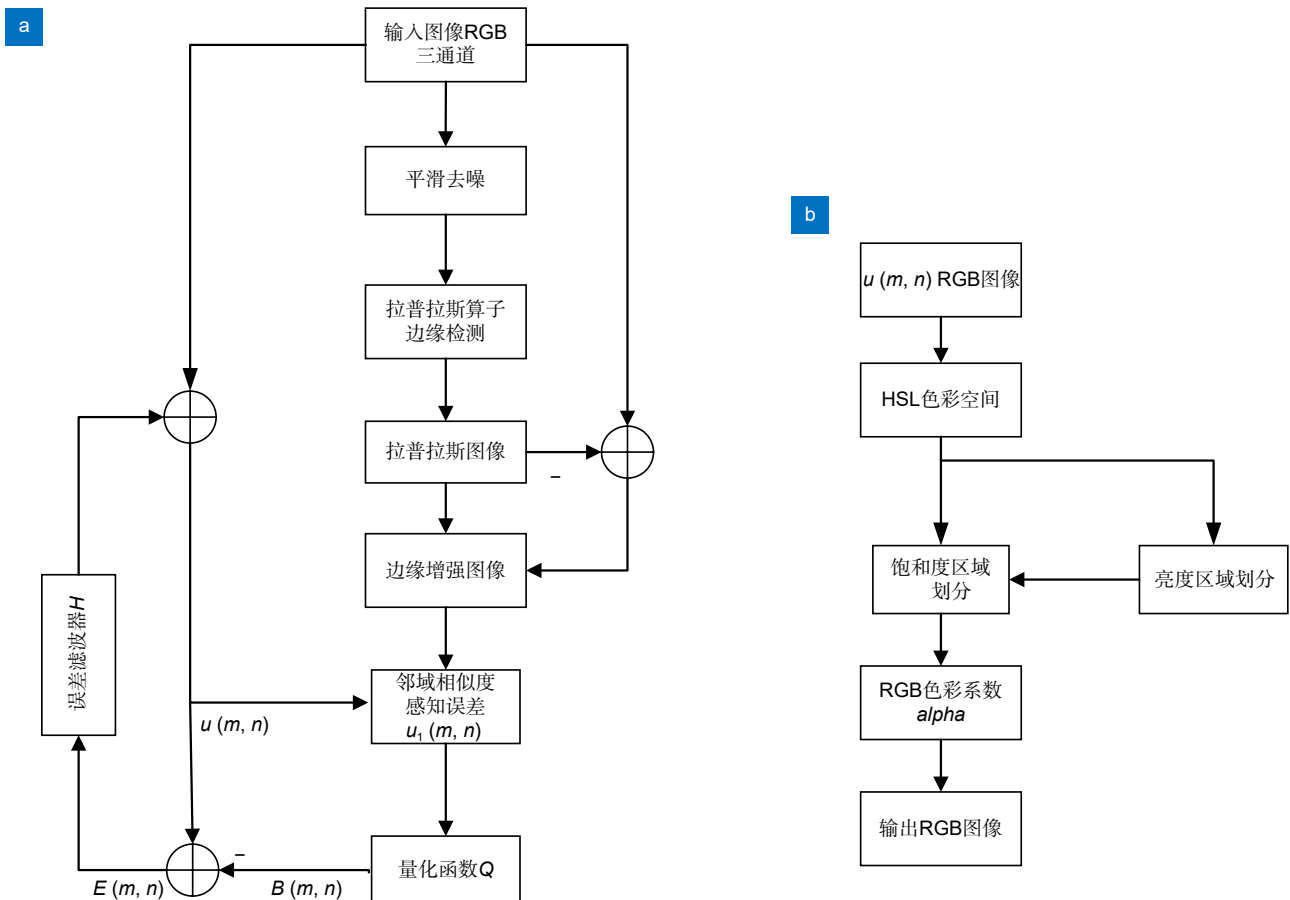 a
输入图像RGB
三通道
平滑去噪
拉普拉斯算子
边缘检测
拉普拉斯图像
–
边缘增强图像
误差滤波器H
邻域相似度
感知误差
u₁ (m, n)
u (m, n)
量化函数Q
–
E (m, n)
B (m, n)
b
u (m, n) RGB图像
HSL色彩空间
饱和度区域
划分
亮度区域划分
RGB色彩系数
alpha
输出RGB图像